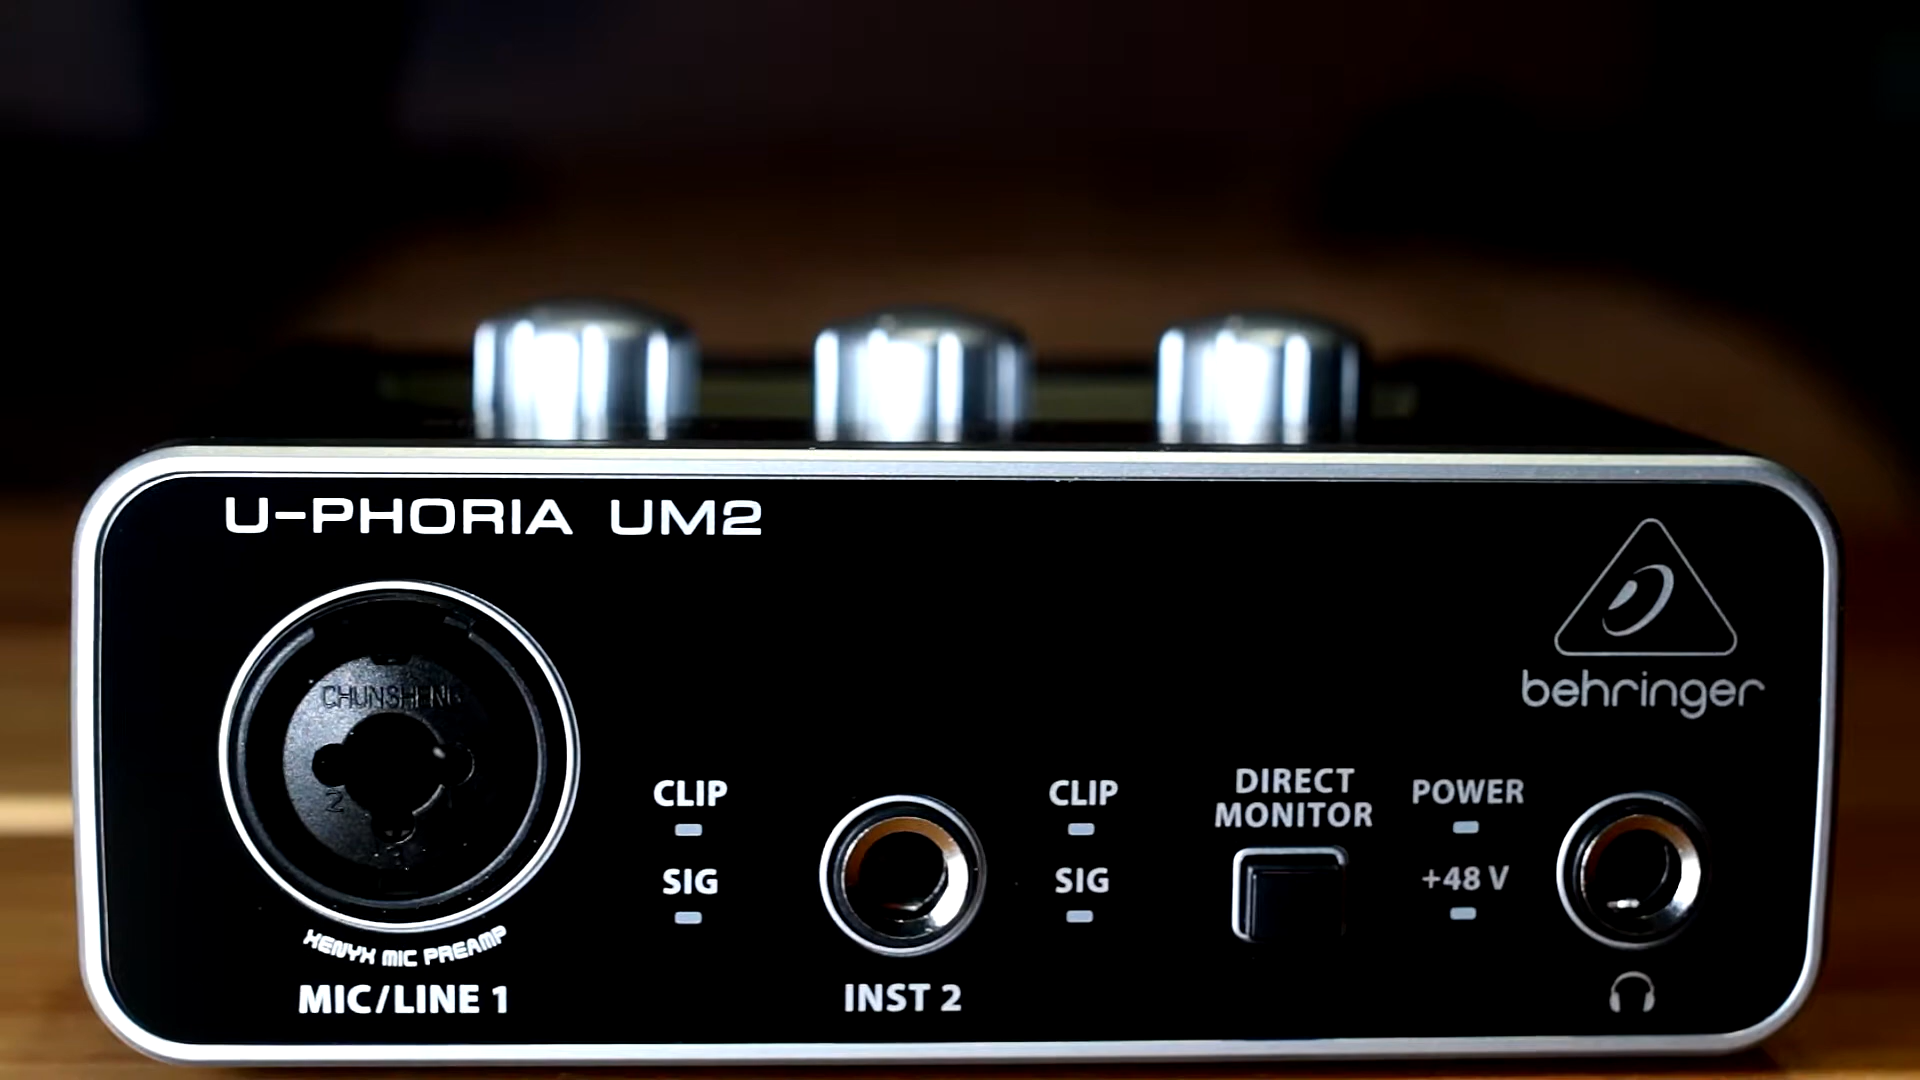 U-PHORIA UM2
behringer
CHUNSHENG
2
CLIP
SIG
CLIP
SIG
DIRECT
MONITOR
POWER
+48 V
XENYX MIC PREAMP
MIC/LINE 1
INST 2